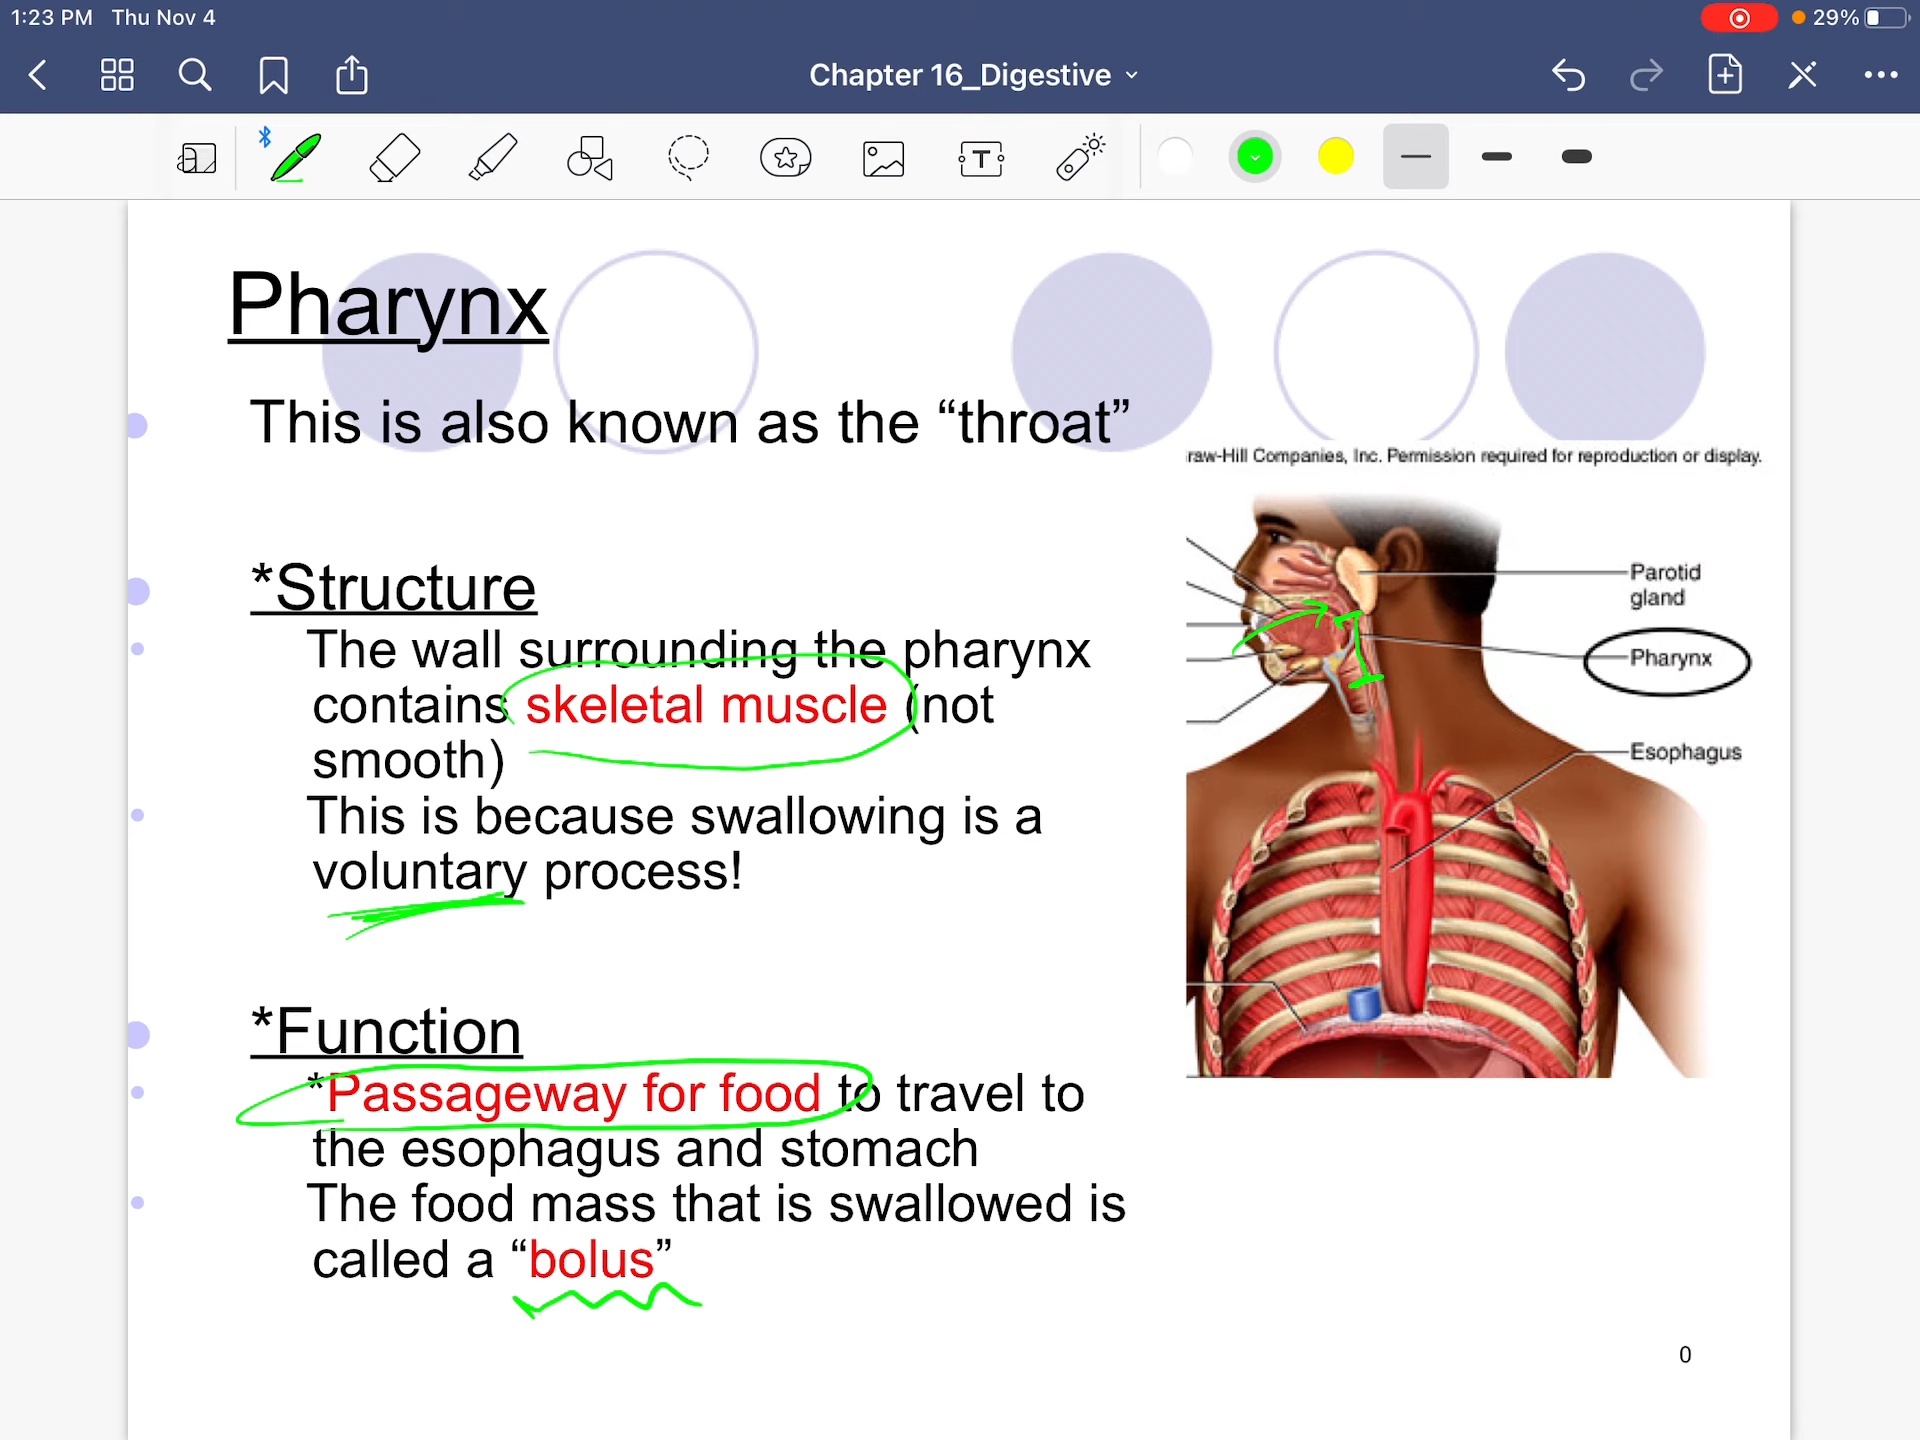 1:23 PM Thu Nov 4
29%
Chapter 16_Digestive
Pharynx
This is also known as the “throat”
raw-Hill Companies, Inc. Permission required for reproduction or display.
*Structure
The wall surrounding the pharynx
contains skeletal muscle (not
smooth)
This is because swallowing is a
voluntary process!
*Function
*Passageway for food to travel to
the esophagus and stomach
The food mass that is swallowed is
called a “bolus”
Parotid
gland
Pharynx
Esophagus
0